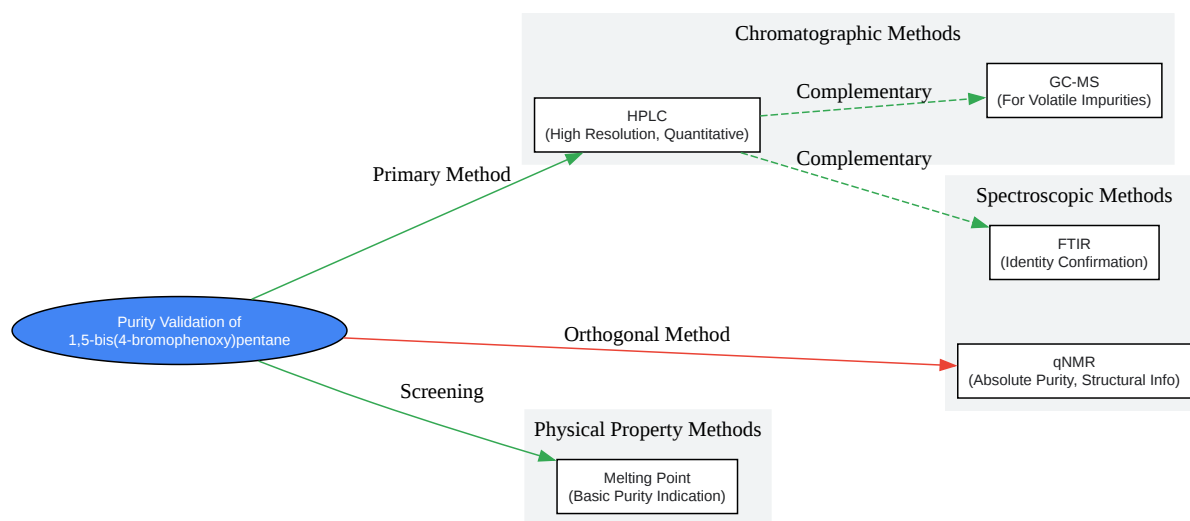 Chromatographic Methods
GC-MS
(For Volatile Impurities)
Complementary
HPLC
(High Resolution, Quantitative)
Complementary
Primary Method
Spectroscopic Methods
FTIR
(Identity Confirmation)
Purity Validation of
1,5-bis(4-bromophenoxy)pentane
Orthogonal Method
qNMR
(Absolute Purity, Structural Info)
Screening
Physical Property Methods
Melting Point
(Basic Purity Indication)